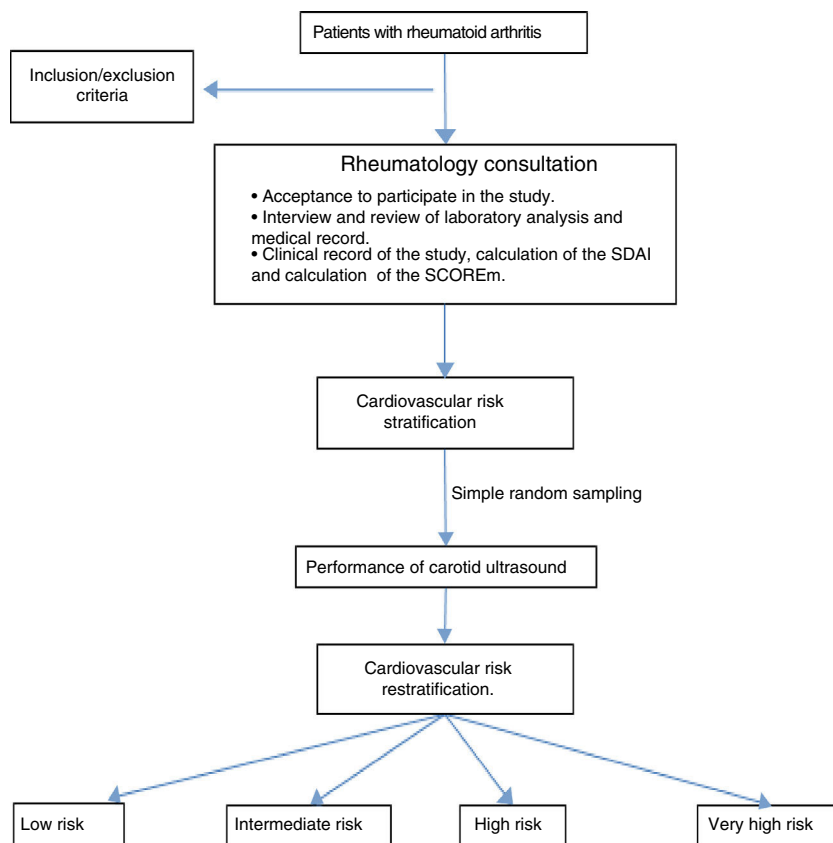 Patients with rheumatoid arthritis
Inclusion/exclusion
criteria
Rheumatology consultation
• Acceptance to participate in the study.
• Interview and review of laboratory analysis and
medical record.
• Clinical record of the study, calculation of the SDAI
and calculation of the SCOREm.
Cardiovascular risk
stratification
Simple random sampling
Performance of carotid ultrasound
Cardiovascular risk
restratification.
Low risk
Intermediate risk
High risk
Very high risk